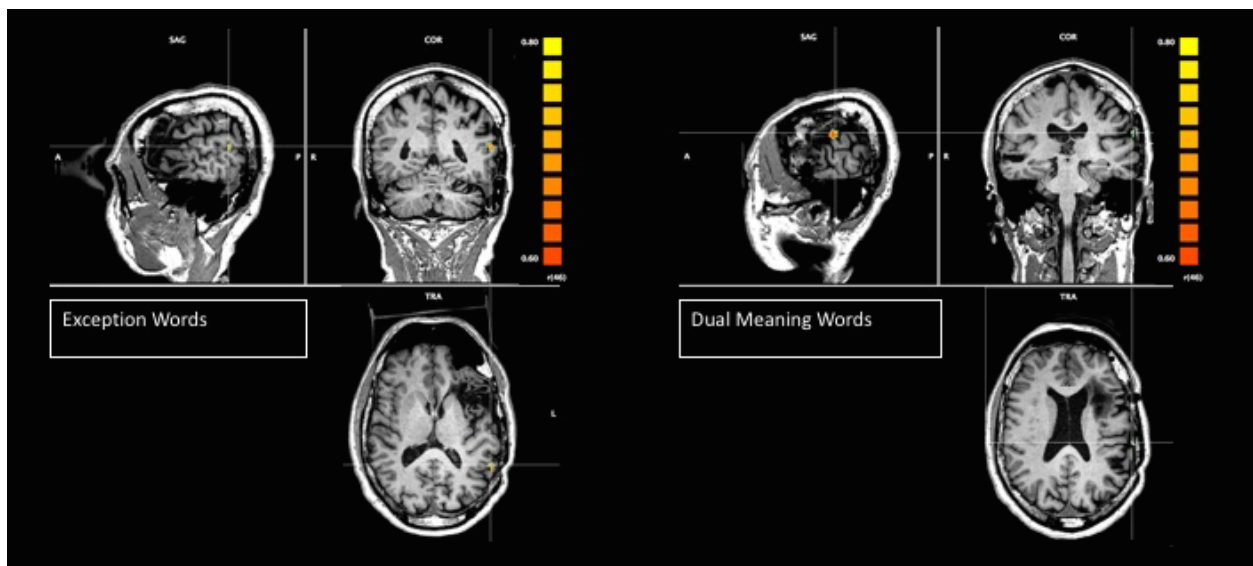 SAG
COR
0.80
A
P
R
0.60
r(46)
TRA
Exception Words
L
SAG
COR
0.80
A
P
R
0.60
r(46)
TRA
Dual Meaning Words